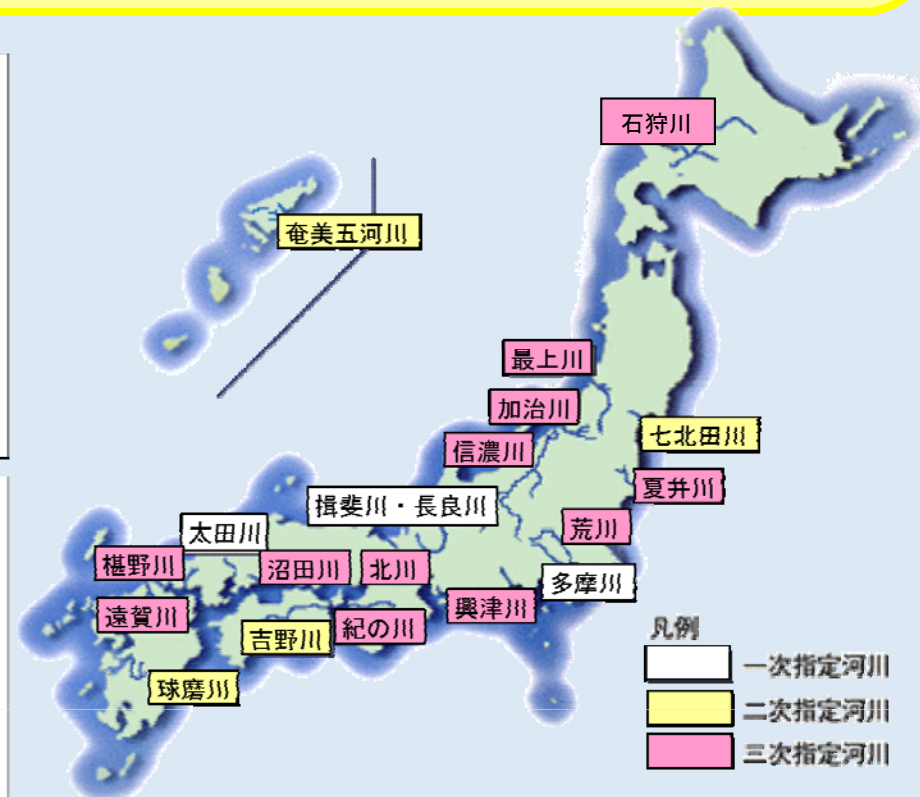 石狩川
奄美五河川
最上川
加治川
七北田川
信濃川
夏井川
揖斐川・長良川
荒川
太田川
椹野川
沼田川
北川
多摩川
興津川
遠賀川
紀の川
吉野川
球磨川
凡例
一次指定河川
二次指定河川
三次指定河川